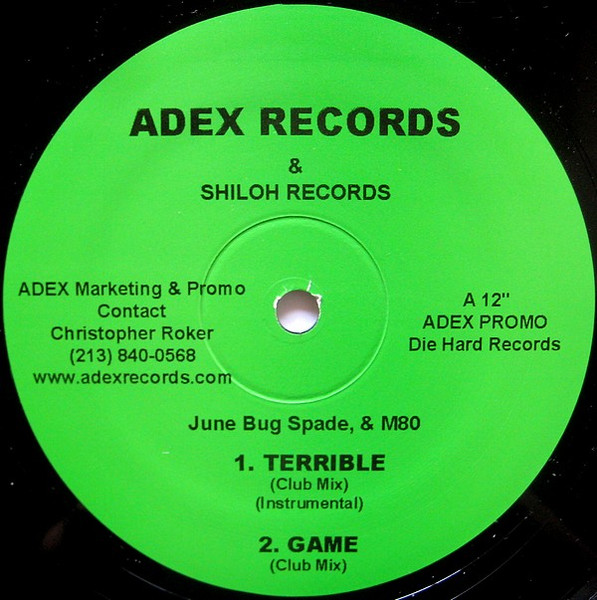 ADEX RECORDS
&
SHILOH RECORDS
ADEX Marketing & Promo
Contact
Christopher Roker
(213) 840-0568
www.adexrecords.com
A 12"
ADEX PROMO
Die Hard Records
June Bug Spade, & M80
1. TERRIBLE
(Club Mix)
(Instrumental)
2. GAME
(Club Mix)